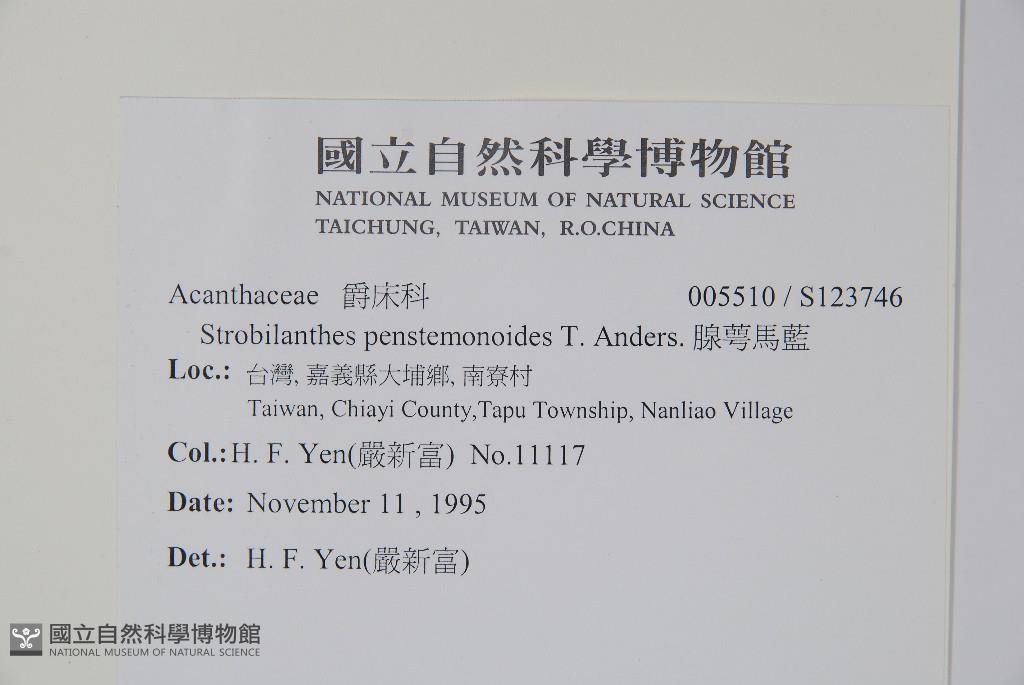 國立自然科學博物館
NATIONAL MUSEUM OF NATURAL SCIENCE
TAICHUNG, TAIWAN, R.O.CHINA
Acanthaceae 爵床科 005510 / S123746
Strobilanthes penstemonoides T. Anders. 腺萼馬藍
Loc.: 台灣, 嘉義縣大埔鄉, 南寮村
Taiwan, Chiayi County,Tapu Township, Nanliao Village
Col.: H. F. Yen(嚴新富) No.11117
Date: November 11 , 1995
Det.: H. F. Yen(嚴新富)
國立自然科學博物館
NATIONAL MUSEUM OF NATURAL SCIENCE